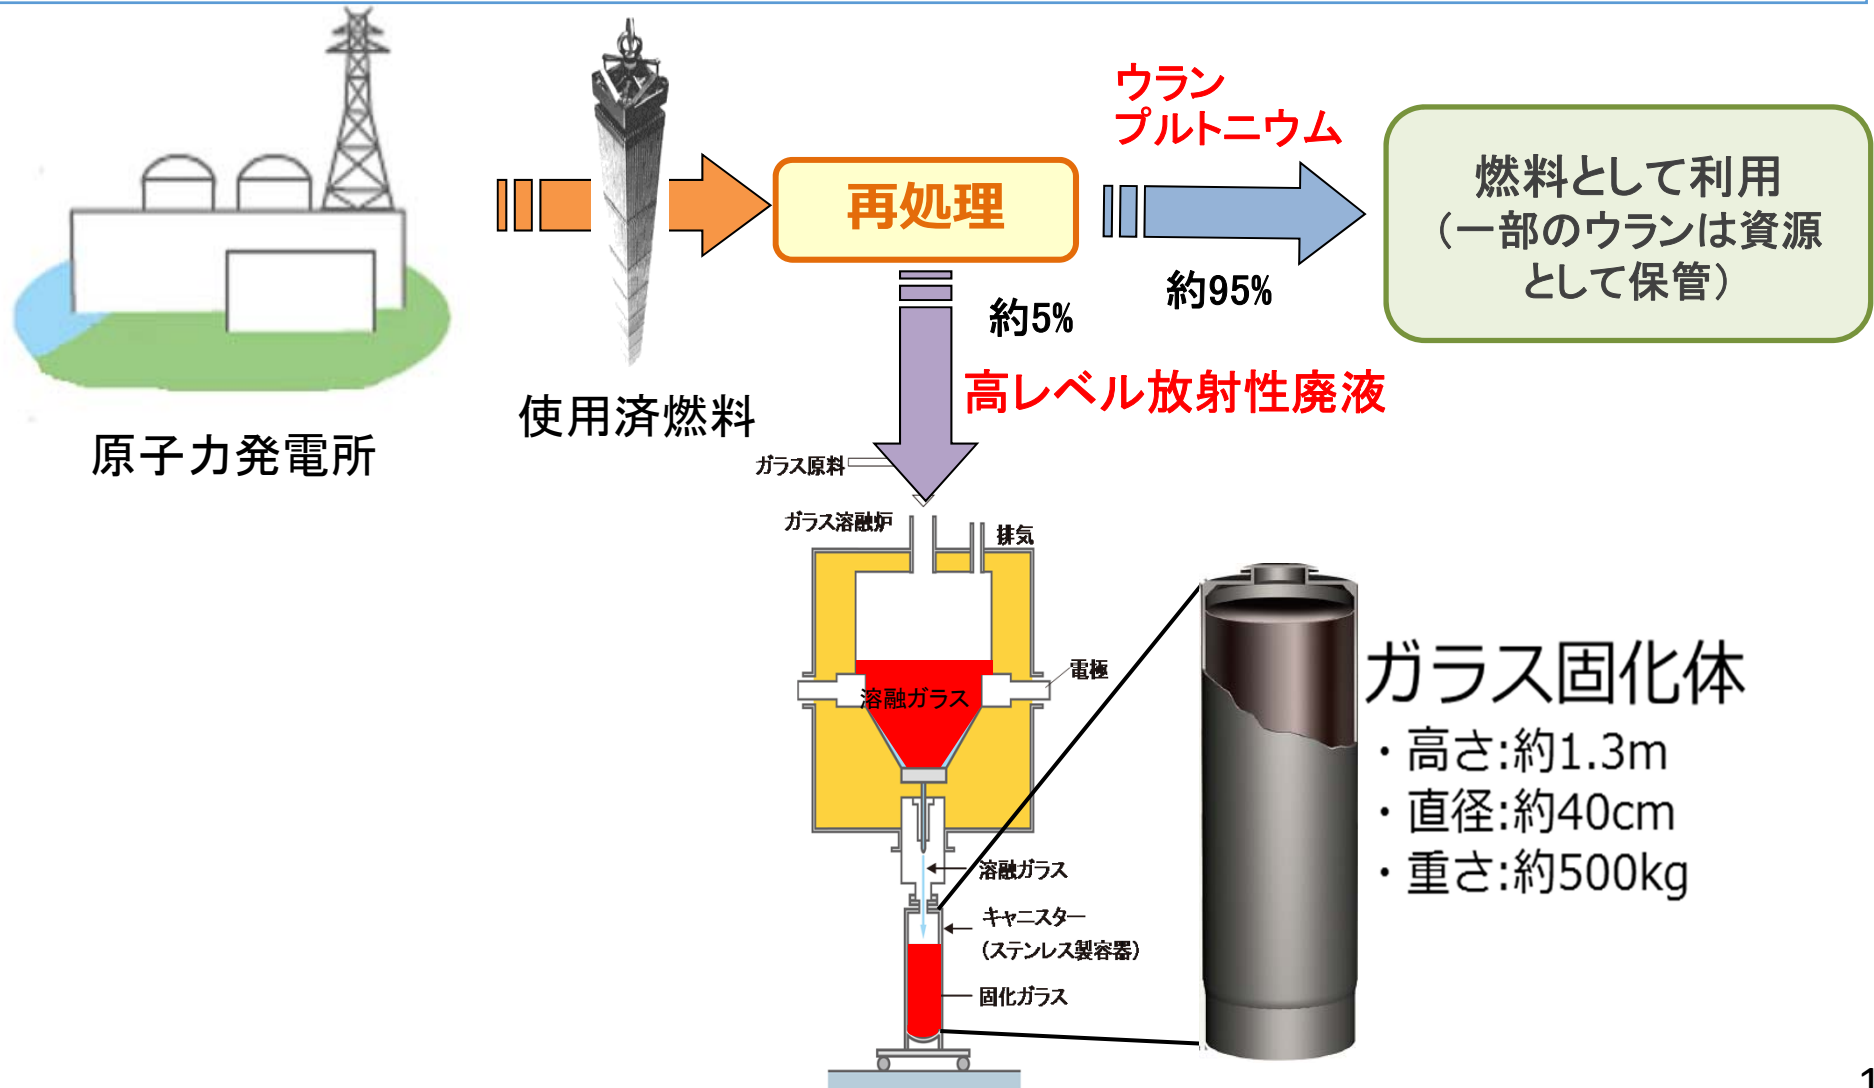 ウラン
プルトニウム
再処理
燃料として利用
（一部のウランは資源
として保管）
約95%
約5%
高レベル放射性廃液
使用済燃料
原子力発電所
ガラス原料
ガラス溶融炉
排気
電極
溶融ガラス
溶融ガラス
キャニスター
（ステンレス製容器）
固化ガラス
ガラス固化体
・高さ:約1.3m
・直径:約40cm
・重さ:約500kg
1